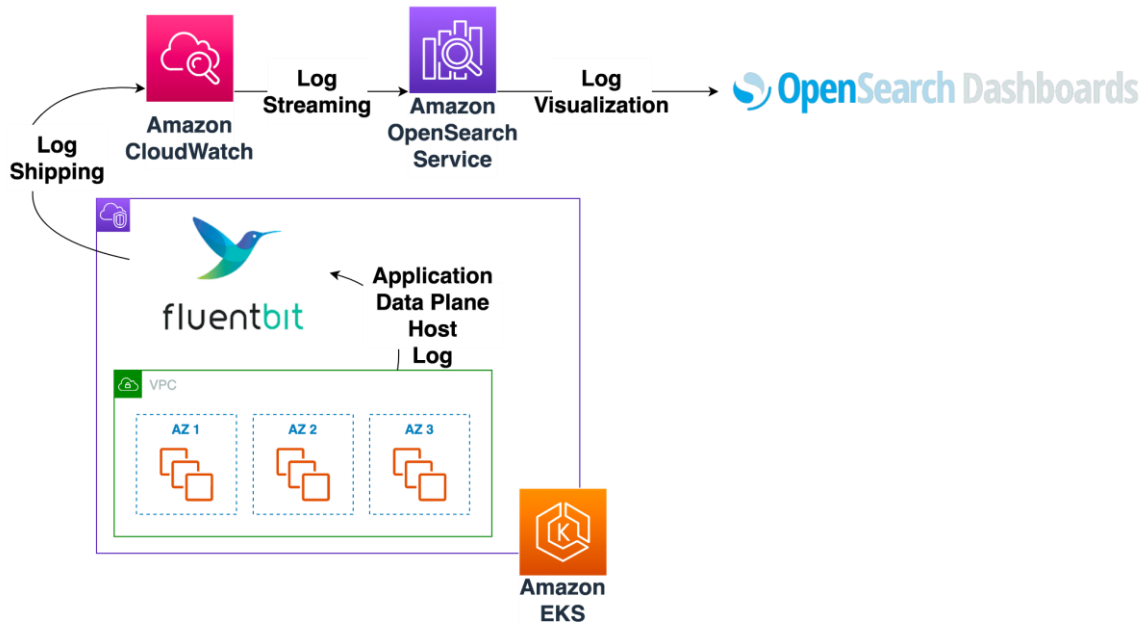 Amazon
CloudWatch
Log
Streaming
Amazon
OpenSearch
Service
Log
Visualization
OpenSearch Dashboards
Log
Shipping
fluentbit
Application
Data Plane
Host
Log
VPC
AZ 1
AZ 2
AZ 3
K
Amazon
EKS